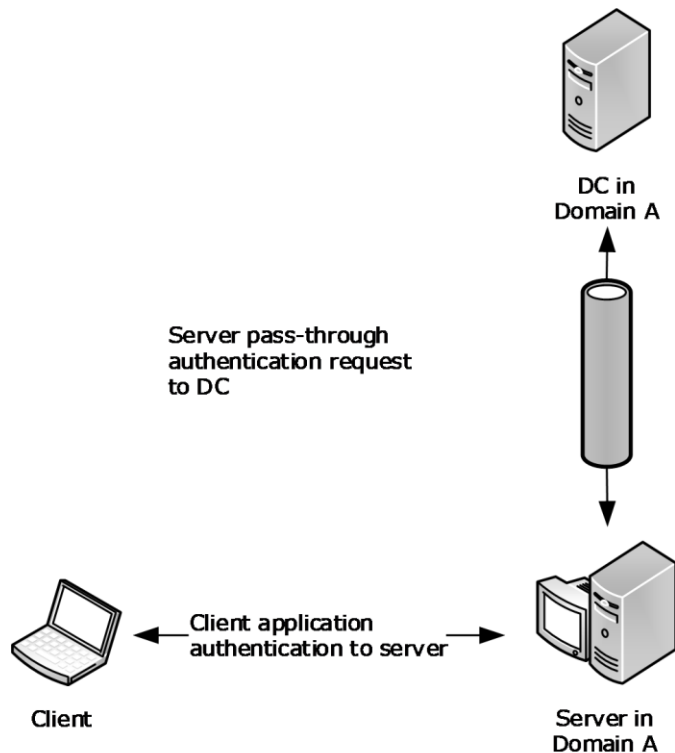 DC in
Domain A
Server pass-through
authentication request
to DC
Client application
authentication to server
Client
Server in
Domain A